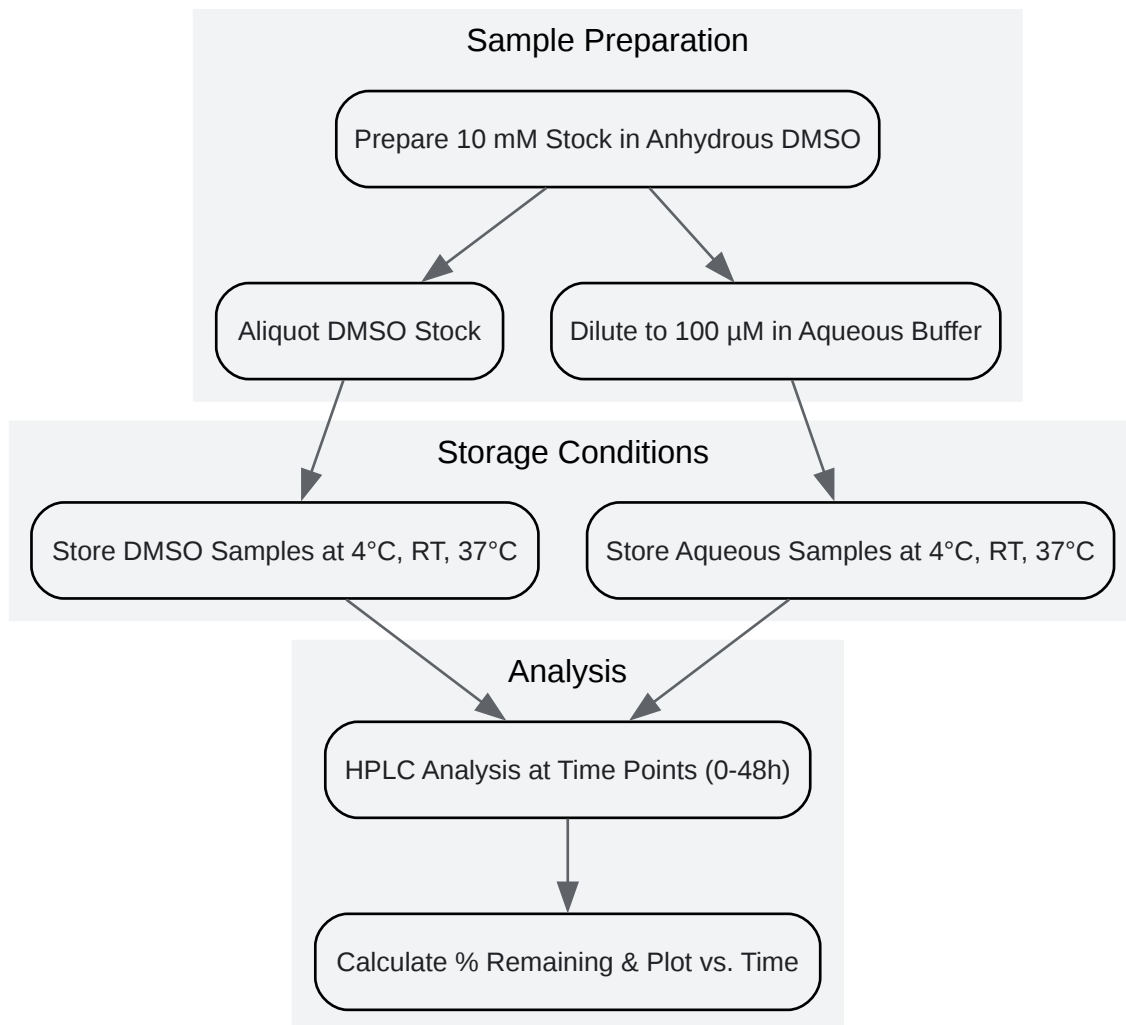 Sample Preparation
Prepare 10 mM Stock in Anhydrous DMSO
Aliquot DMSO Stock
Dilute to 100 µM in Aqueous Buffer
Storage Conditions
Store DMSO Samples at 4°C, RT, 37°C
Store Aqueous Samples at 4°C, RT, 37°C
Analysis
HPLC Analysis at Time Points (0-48h)
Calculate % Remaining & Plot vs. Time